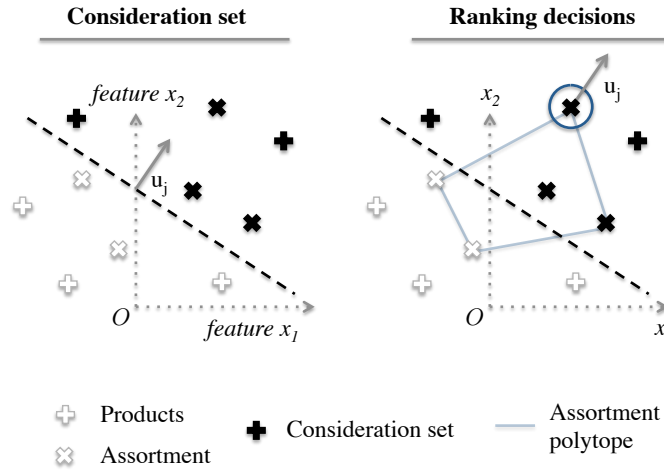 Consideration set
Ranking decisions
feature x2
uj
O
feature x1
x2
uj
O
x
Products
Assortment
Consideration set
Assortment
polytope